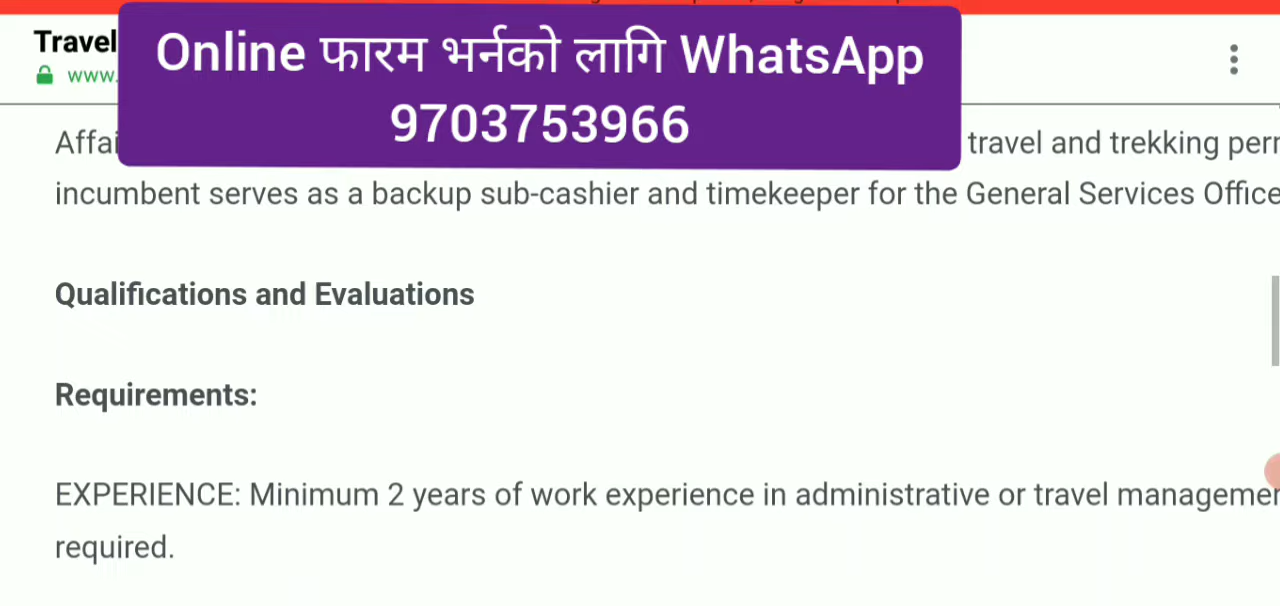 Travel
Online फारम भर्नको लागि WhatsApp
9703753966
www.
travel and trekking
incumbent serves as a backup sub-cashier and timekeeper for the General Services Office
Qualifications and Evaluations
Requirements:
EXPERIENCE: Minimum 2 years of work experience in administrative or travel
required.